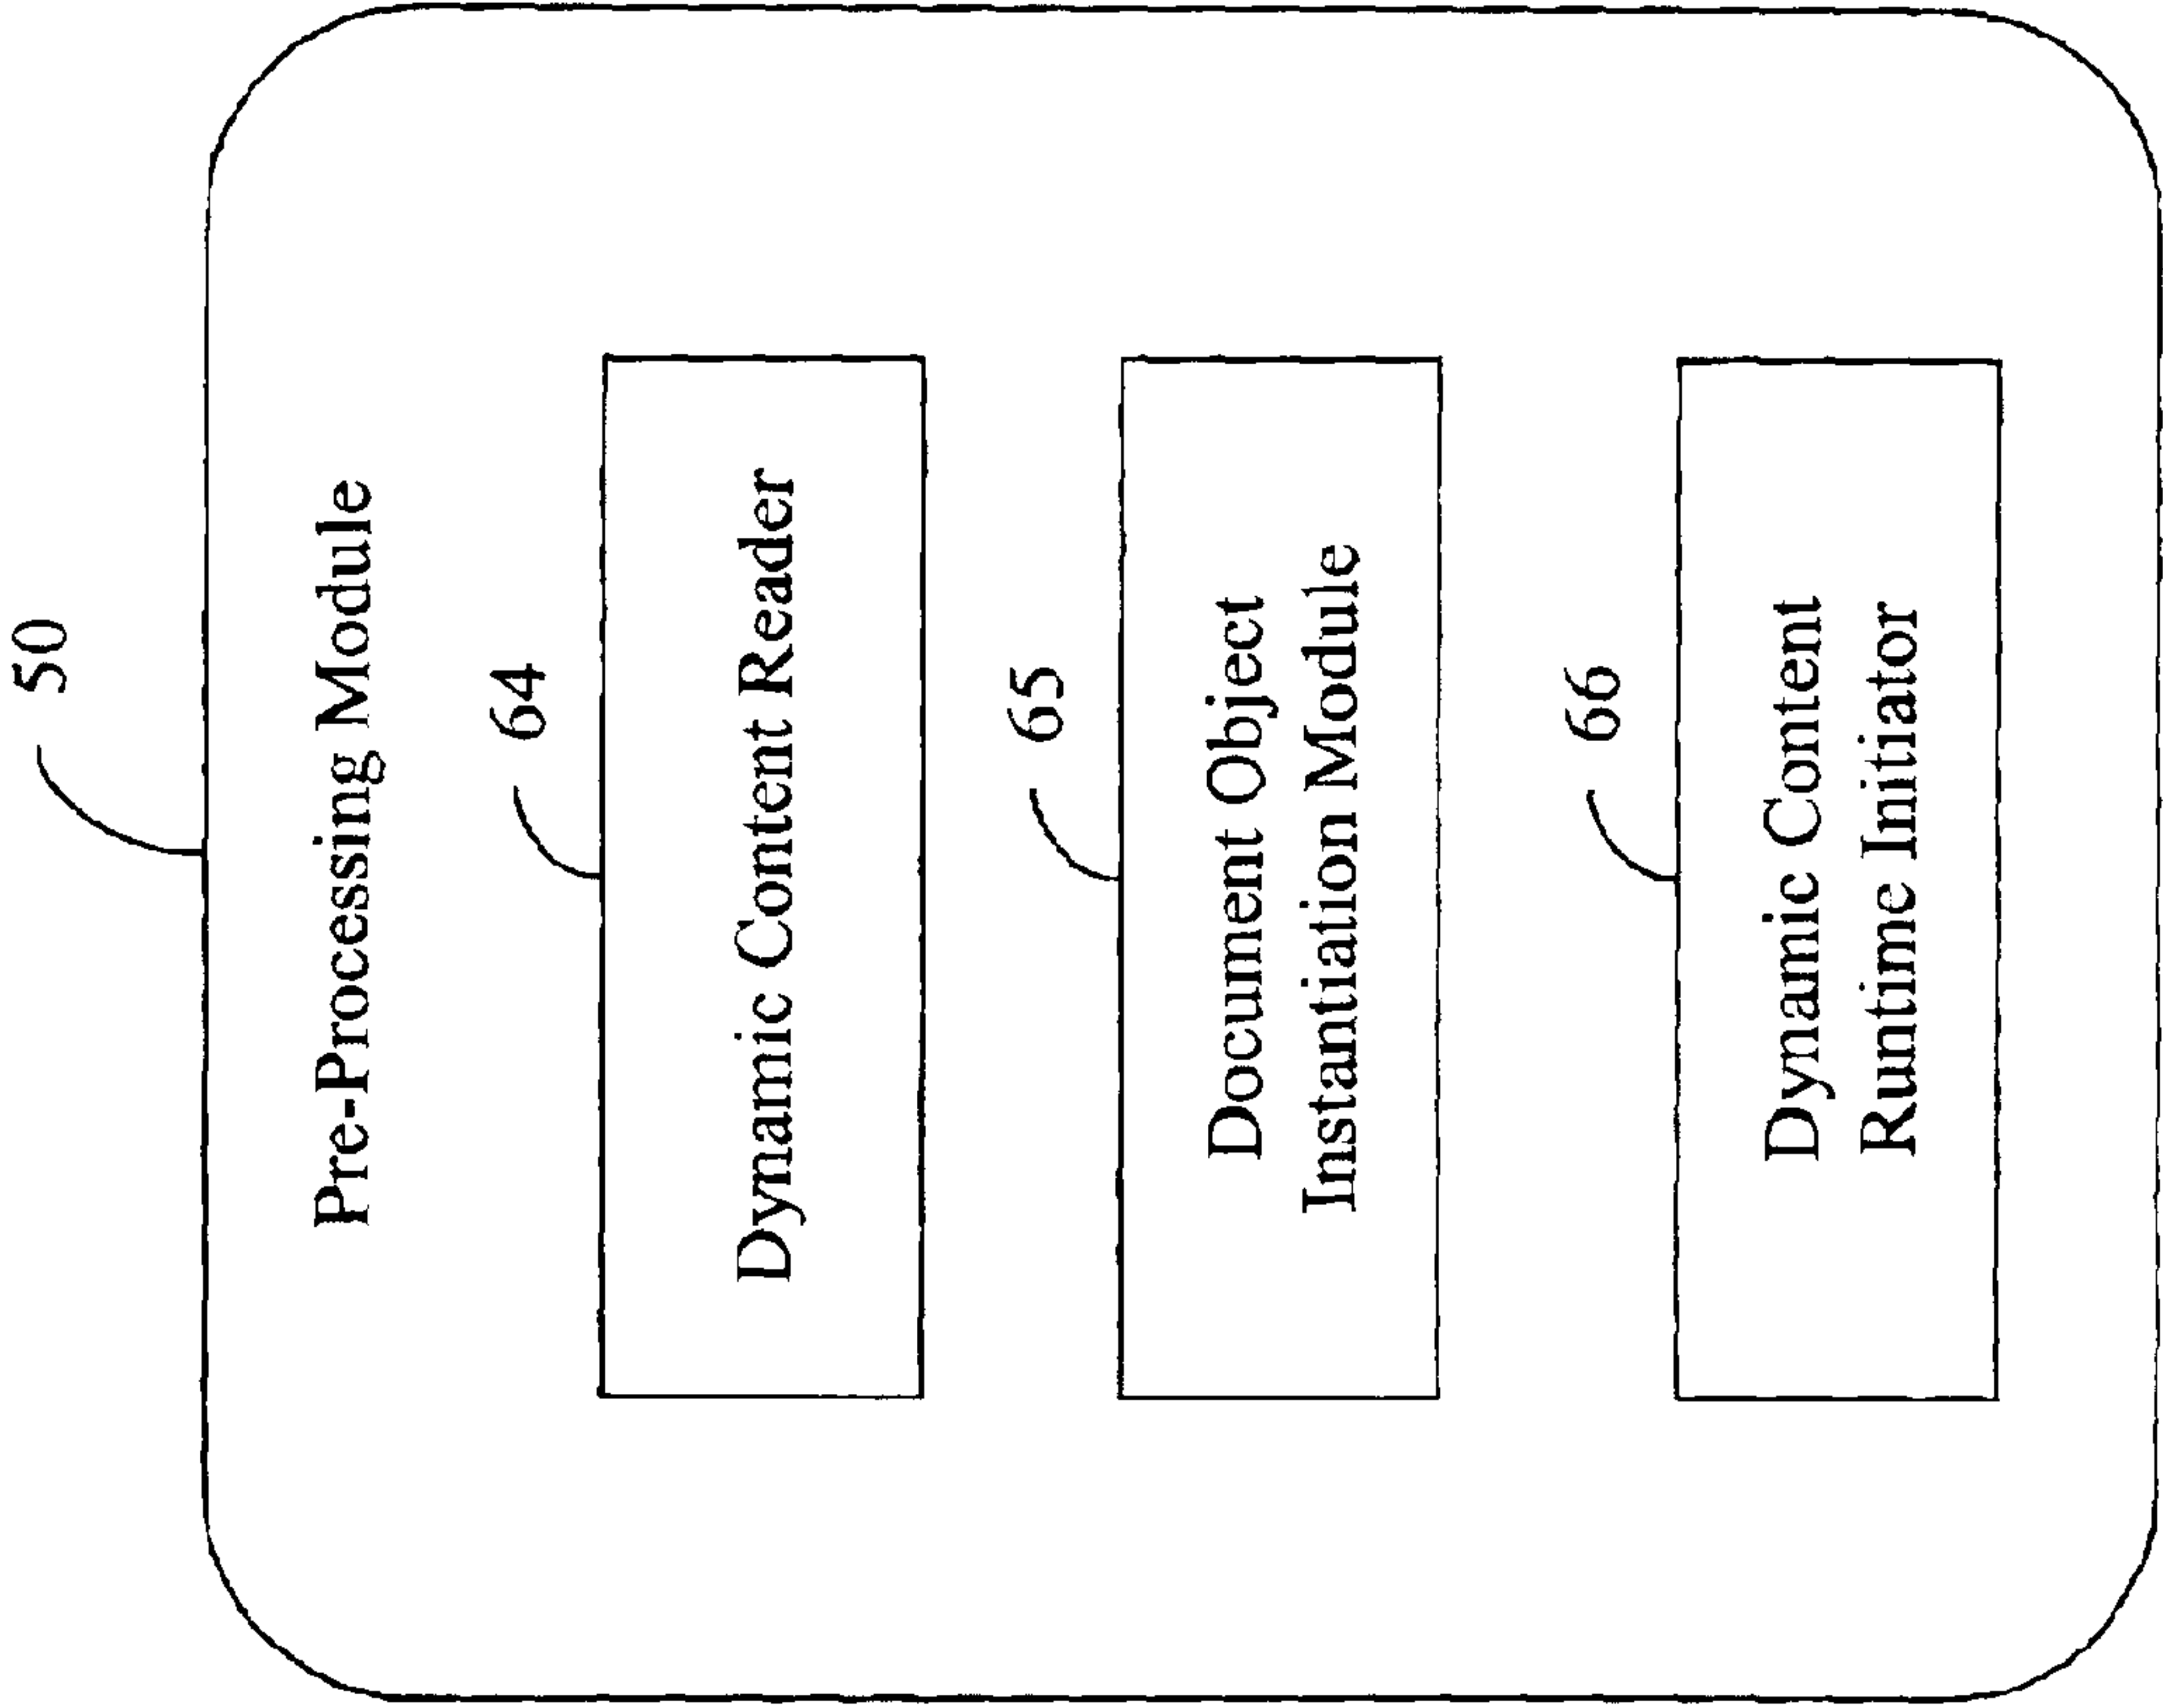 50
Pre-Processing Module
64
Dynamic Content Reader
65
Document Object
Instantiation Module
66
Dynamic Content
Runtime Initiator